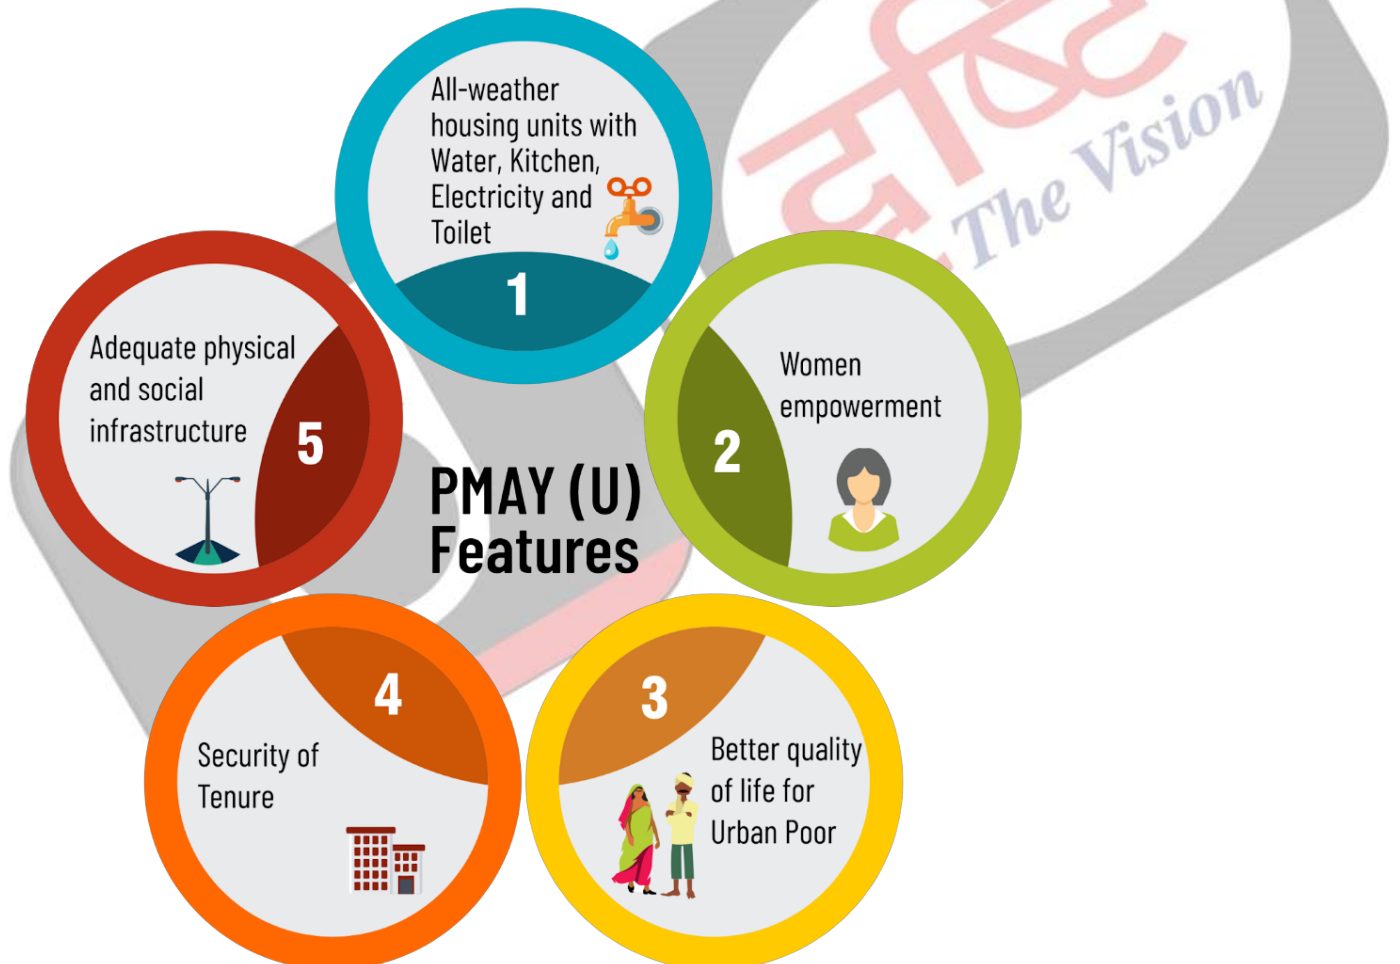 All-weather
housing units with
Water, Kitchen,
Electricity and
Toilet
1
Women
empowerment
2
Better quality
of life for
Urban Poor
3
Security of
Tenure
4
Adequate physical
and social
infrastructure
5
PMAY (U)
Features
दृष्टि
The Vision